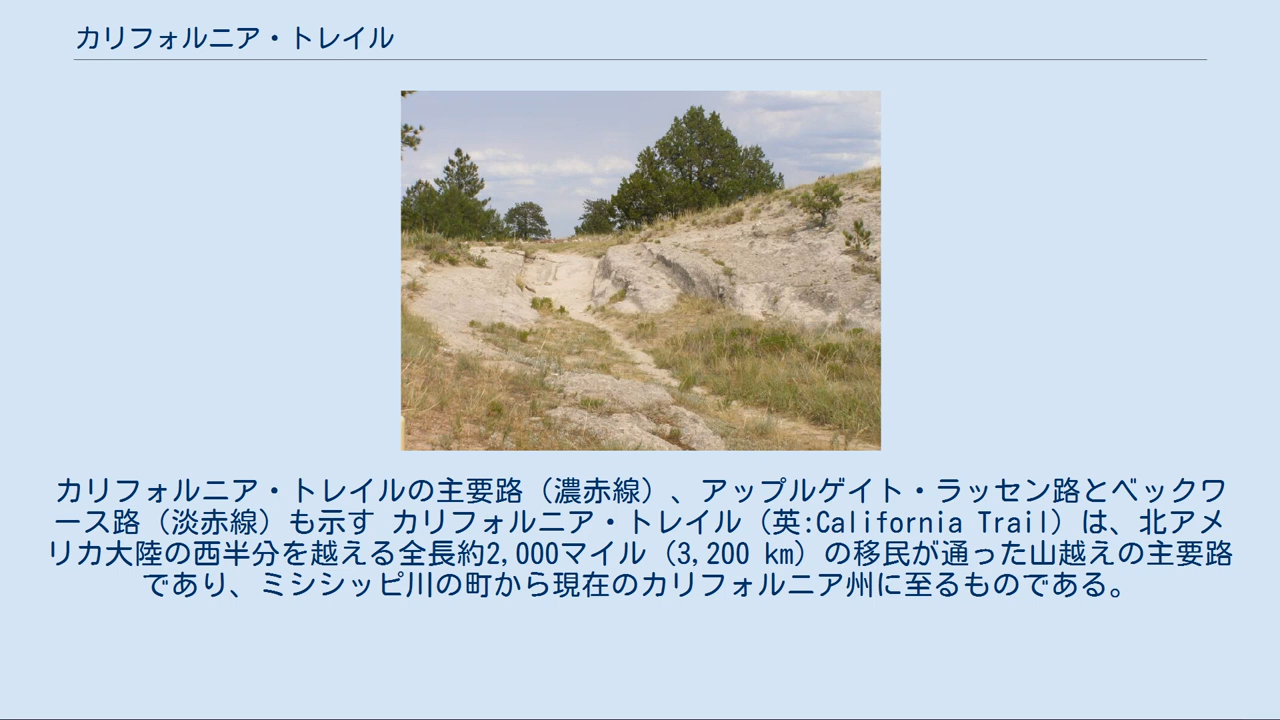 カリフォルニア・トレイル
カリフォルニア・トレイルの主要路（濃赤線）、アップルゲイト・ラッセン路とベックワ
ース路（淡赤線）も示す カリフォルニア・トレイル（英:California Trail）は、北アメ
リカ大陸の西半分を越える全長約2,000マイル（3,200 km）の移民が通った山越えの主要路
であり、ミシシッピ川の町から現在のカリフォルニア州に至るものである。